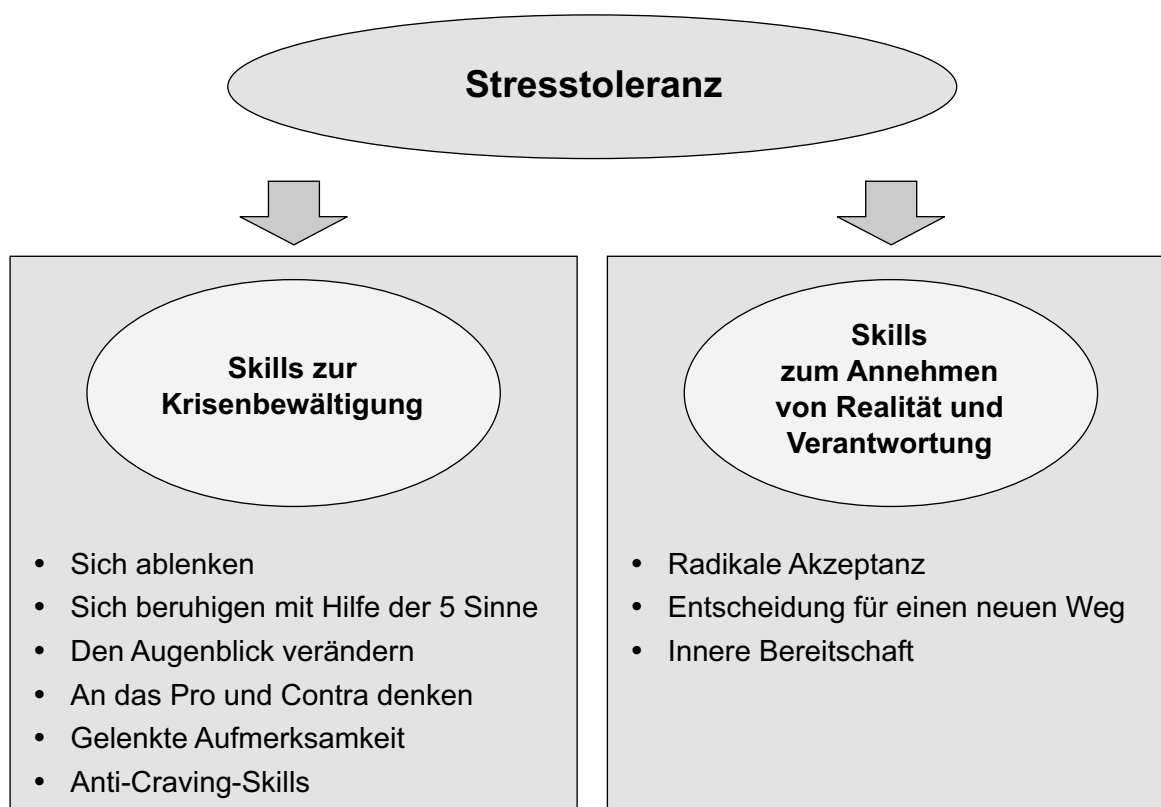 Stresstoleranz
Skills zur
Krisenbewältigung
• Sich ablenken
• Sich beruhigen mit Hilfe der 5 Sinne
• Den Augenblick verändern
• An das Pro und Contra denken
• Gelenkte Aufmerksamkeit
• Anti-Craving-Skills
Skills
zum Annehmen
von Realität und
Verantwortung
• Radikale Akzeptanz
• Entscheidung für einen neuen Weg
• Innere Bereitschaft